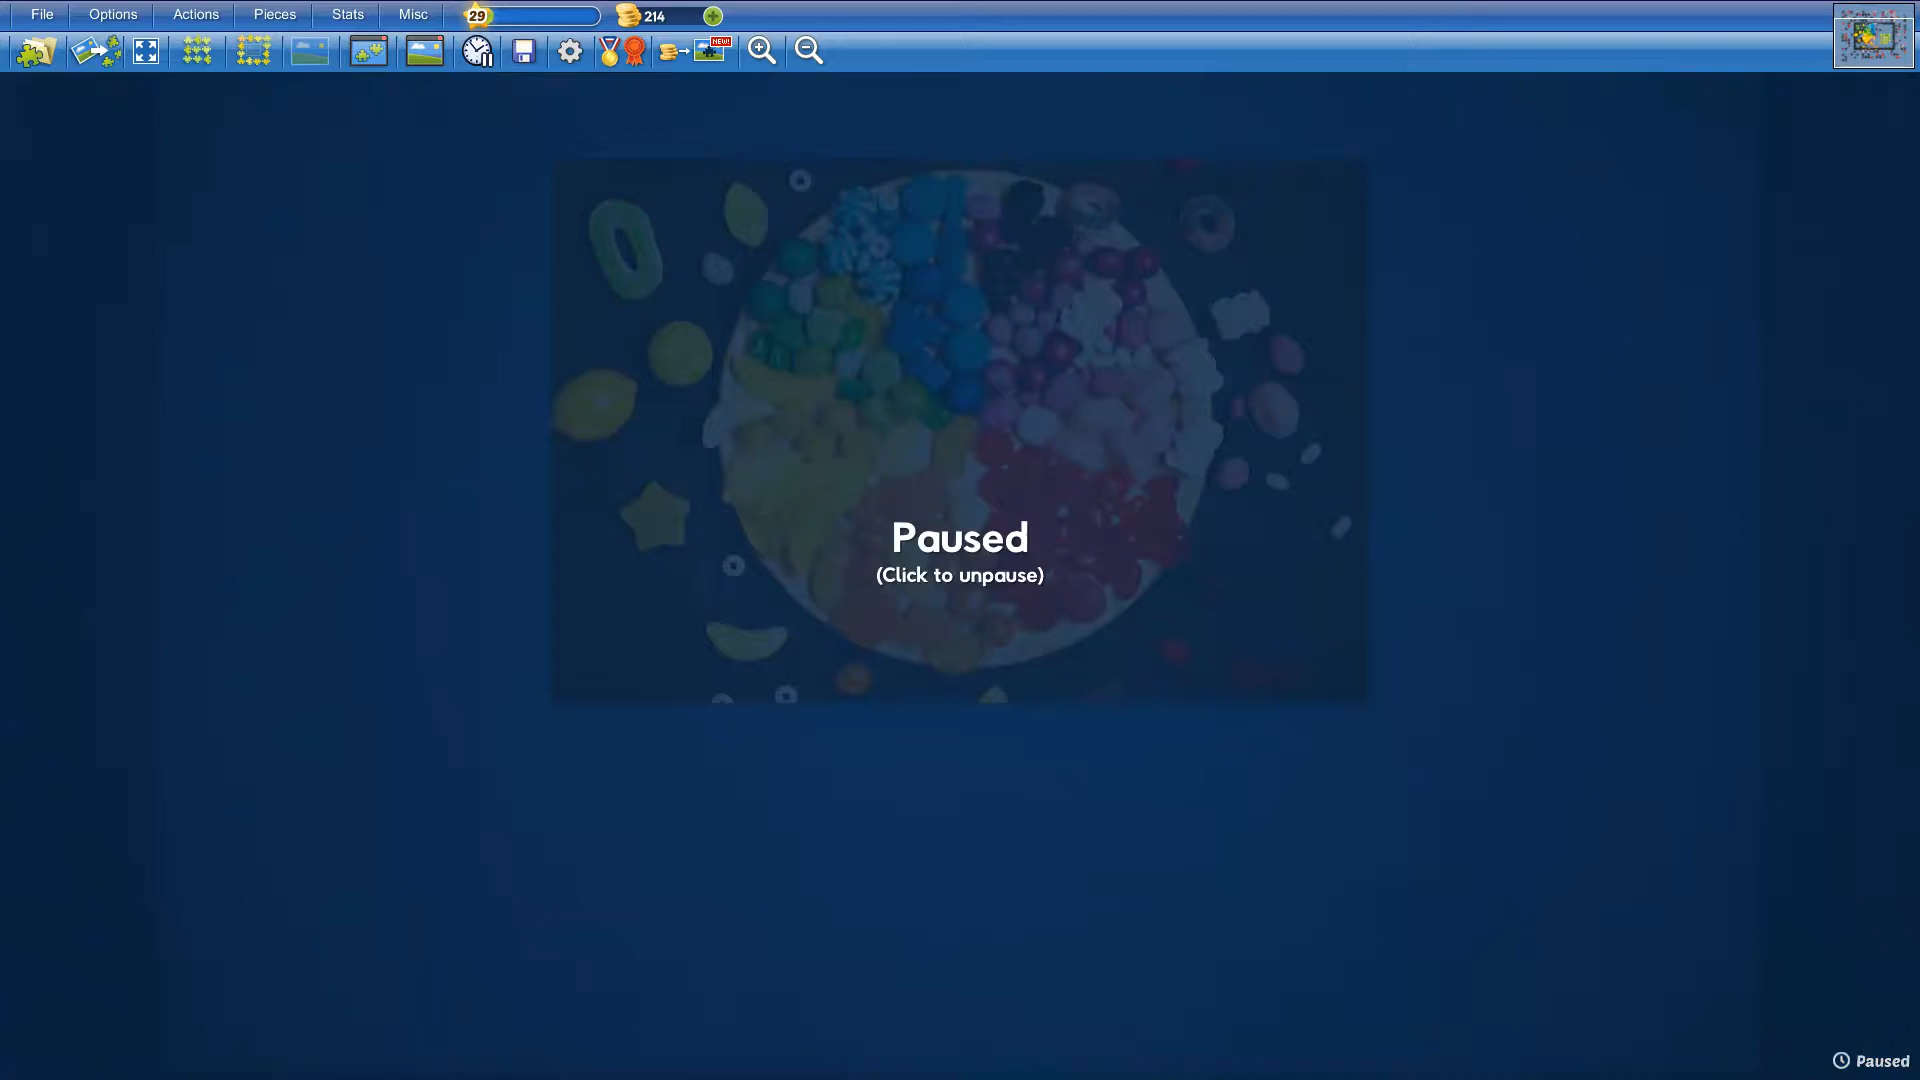 File Options Actions Pieces Stats Misc 29 214
NEW!
Paused
(Click to unpause)
Paused